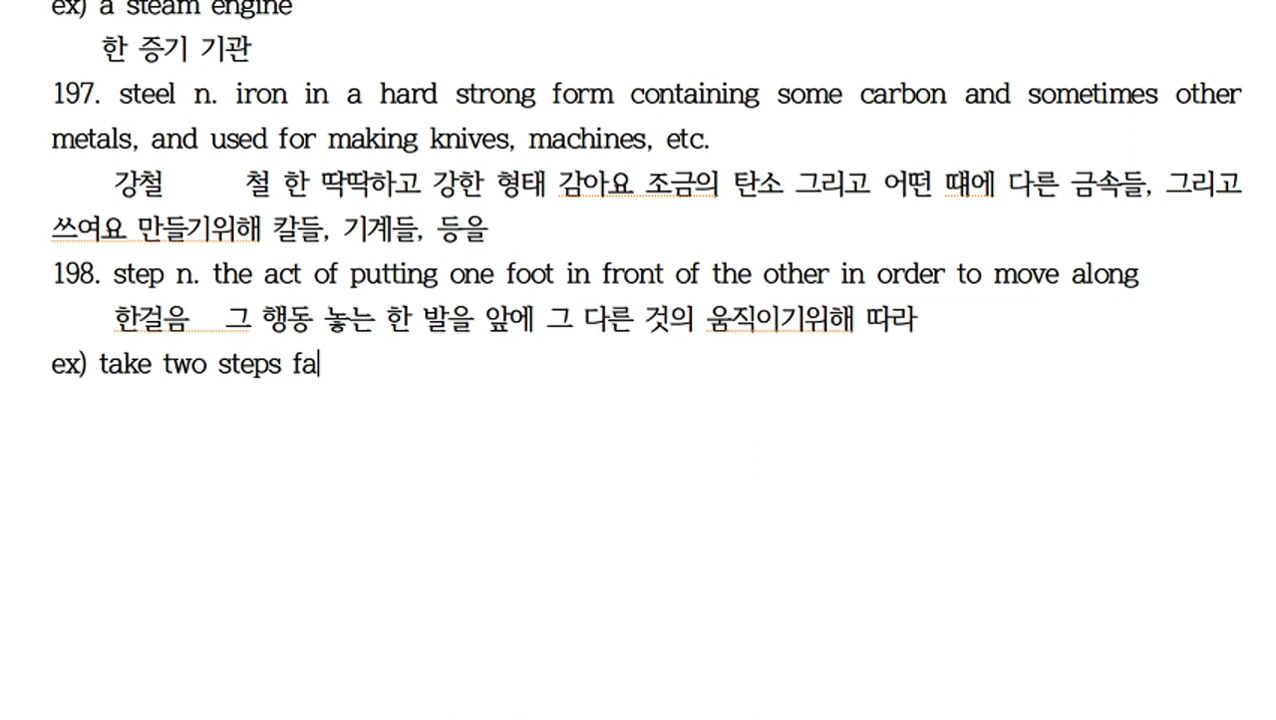 ex) a steam engine
한 증기 기관
197. steel n. iron in a hard strong form containing some carbon and sometimes other
metals, and used for making knives, machines, etc.
강철 철 한 딱딱하고 강한 형태 감아요 조금의 탄소 그리고 어떤 떄에 다른 금속들, 그리고
쓰여요 만들기위해 칼들, 기계들, 등을
198. step n. the act of putting one foot in front of the other in order to move along
한걸음 그 행동 놓는 한 발을 앞에 그 다른 것의 움직이기위해 따라
ex) take two steps fa